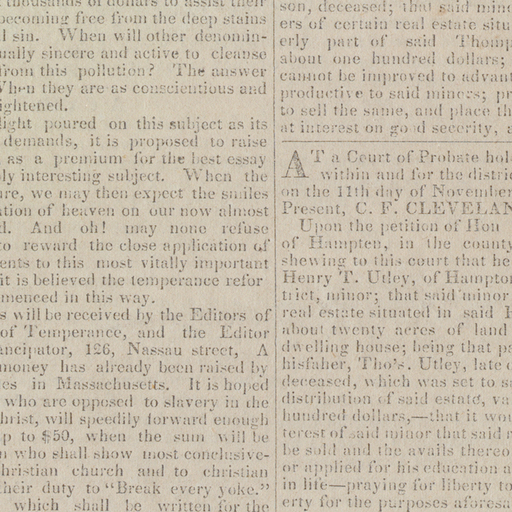 thousands of dollars to assist their
becoming free from the deep stains
l sin. When will other denomin-
ually sincere and active to cleanse
from this pollution? The answer
When they are as conscientious and
ightened.
light poured on this subject as its
demands, it is proposed to raise
as a premium for the best essay
ly interesting subject. When the
are, we may then expect the smiles
ation of heaven on our now almost
d. And oh! may none refuse
to reward the close application of
ents to this most vitally important
it is believed the temperance refor
menced in this way.
s will be received by the Editors of
of Temperance, and the Editor
ancipator, 126, Nassau street, A
money has already been raised by
es in Massachusetts. It is hoped
who are opposed to slavery in the
hrist, will speedily forward enough
p to $50, when the sum will be
n who shall show most conclusive-
hristian church and to christian
their duty to "Break every yoke."
which shall be written for the
son, deceased; that said mino
ers of certain real estate situ
erly part of said Thomp
about one hundred dollars;
cannot be improved to advant
productive to said minors; pr
to sell the same, and place th
at interest on go d secerity, a
AT a Court of Probate hol
within and for the distric
on the 11th day of November
Present, C. F. CLEVELAN
Upon the petition of Hon
of Hampten, in the county
shewing to this court that he
Henry T. Utley, of Hampton
trict, minor; that said minor
real estate situated in said H
about twenty acres of land
dwelling house; being that pa
hisfaher, Tho's. Utley, late o
deceased, which was set to sa
distribution of said estate, va
hundred dollars,—that it wou
terest of said minor that said r
be sold and the avails thereo
or applied for his education a
in life—praying for liberty to
erty for the purposes aforesa